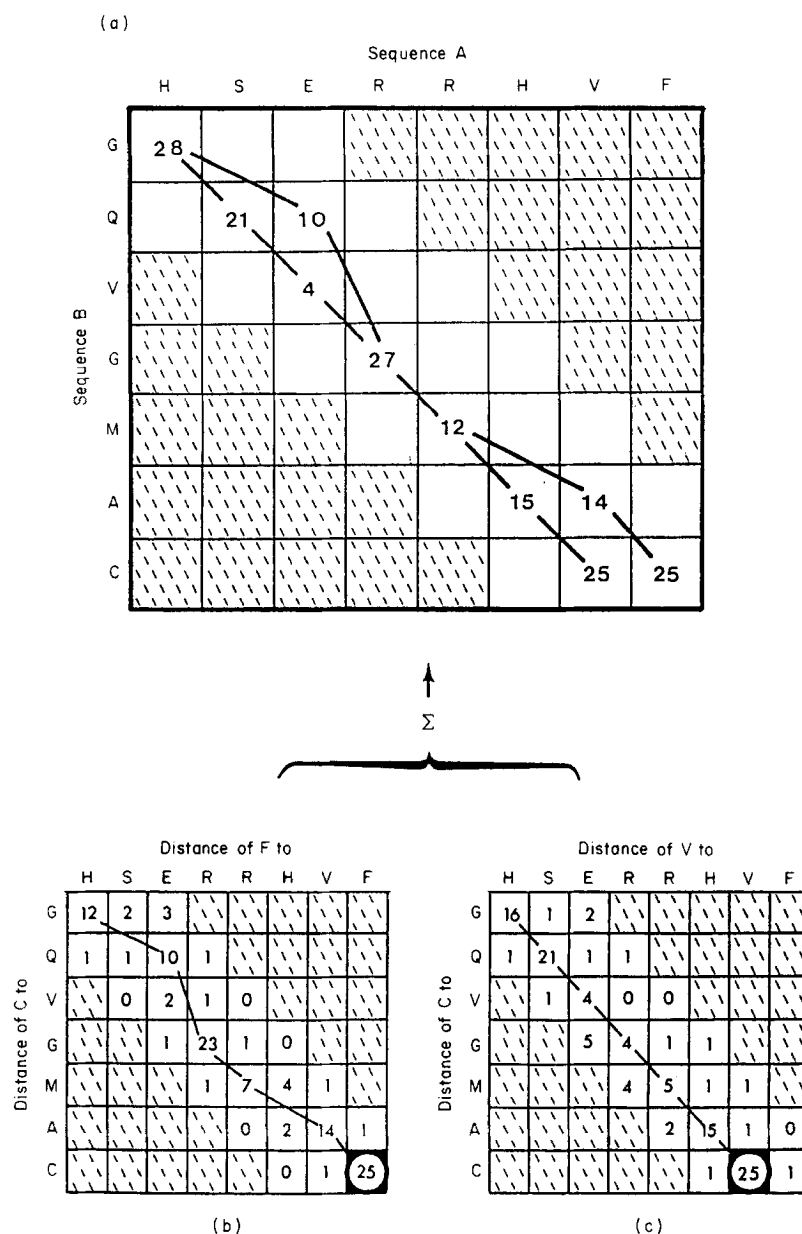 (a)
Sequence A
H S E R R H V F
Sequence B
G 28
Q 21 10
V 4
G 27
M 12
A 15 14
C 25 25
Σ
Distance of F to
H S E R R H V F
Distance of C to
G 12 2 3
Q 1 1 10 1
V 0 2 1 0
G 1 23 1 0
M 1 7 4 1
A 0 2 14 1
C 0 1 25
(b)
Distance of V to
H S E R R H V F
Distance of C to
G 16 1 2
Q 1 21 1 1
V 1 4 0 0
G 5 4 1 1
M 4 5 1 1
A 2 15 1 0
C 1 25 1
(c)